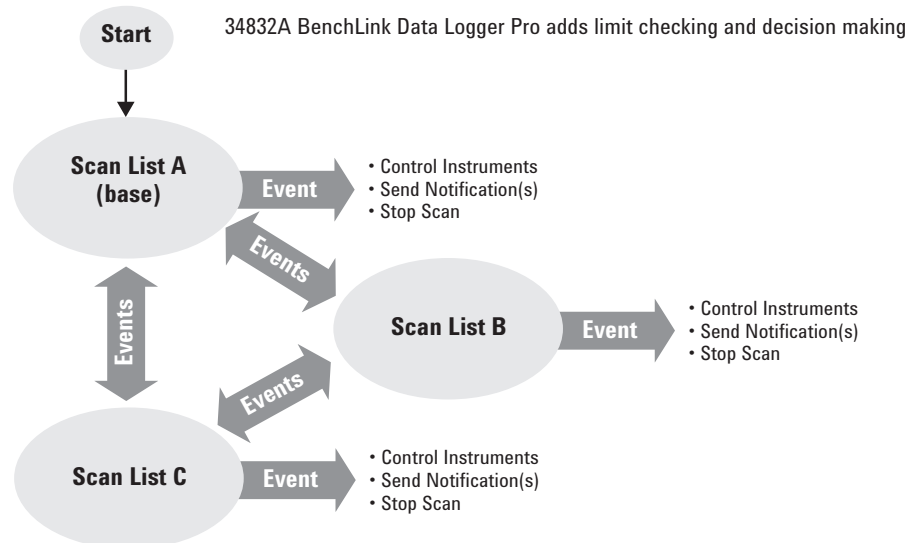 Start
34832A BenchLink Data Logger Pro adds limit checking and decision making
Scan List A
(base)
Event
• Control Instruments
• Send Notification(s)
• Stop Scan
Events
Events
Scan List B
Event
• Control Instruments
• Send Notification(s)
• Stop Scan
Events
Scan List C
Event
• Control Instruments
• Send Notification(s)
• Stop Scan